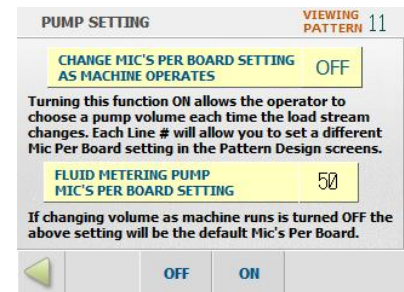 PUMP SETTING
VIEWING
PATTERN 11
CHANGE MIC'S PER BOARD SETTING
AS MACHINE OPERATES
OFF
Turning this function ON allows the operator to
choose a pump volume each time the load stream
changes. Each Line # will allow you to set a different
Mic Per Board setting in the Pattern Design screens.
FLUID METERING PUMP
MIC'S PER BOARD SETTING
50
If changing volume as machine runs is turned OFF the
above setting will be the default Mic's Per Board.
OFF
ON